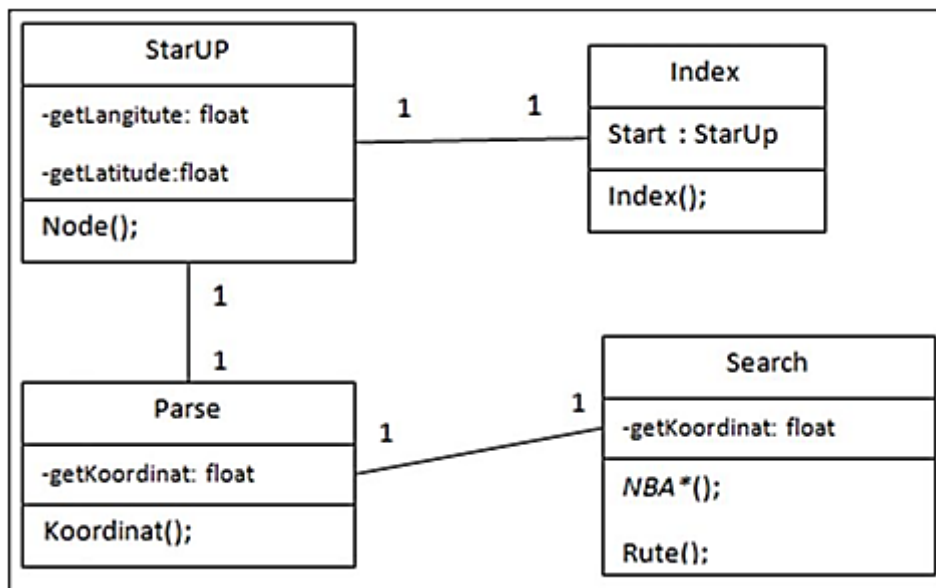 StarUP
-getLangitute: float
-getLatitude:float
Node();
1
1
Index
Start : StarUp
Index();
1
1
Parse
-getKoordinat: float
Koordinat();
1
1
Search
-getKoordinat: float
NBA*();
Rute();